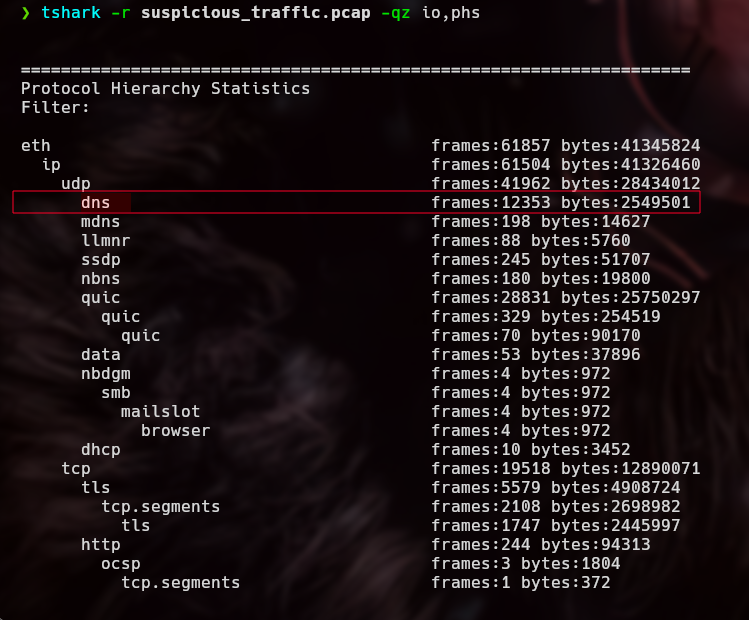 ❯ tshark -r suspicious_traffic.pcap -qz io,phs
===================================================================
Protocol Hierarchy Statistics
Filter:
eth frames:61857 bytes:41345824
ip frames:61504 bytes:41326460
udp frames:41962 bytes:28434012
dns frames:12353 bytes:2549501
mdns frames:198 bytes:14627
llmnr frames:88 bytes:5760
ssdp frames:245 bytes:51707
nbns frames:180 bytes:19800
quic frames:28831 bytes:25750297
quic frames:329 bytes:254519
quic frames:70 bytes:90170
data frames:53 bytes:37896
nbdgm frames:4 bytes:972
smb frames:4 bytes:972
mailslot frames:4 bytes:972
browser frames:4 bytes:972
dhcp frames:10 bytes:3452
tcp frames:19518 bytes:12890071
tls frames:5579 bytes:4908724
tcp.segments frames:2108 bytes:2698982
tls frames:1747 bytes:2445997
http frames:244 bytes:94313
ocsp frames:3 bytes:1804
tcp.segments frames:1 bytes:372